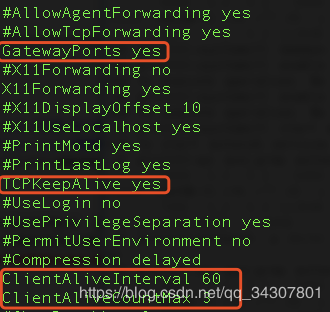 #AllowAgentForwarding yes
#AllowTcpForwarding yes
GatewayPorts yes
#X11Forwarding no
X11Forwarding yes
#X11DisplayOffset 10
#X11UseLocalhost yes
#PrintMotd yes
#PrintLastLog yes
TCPKeepAlive yes
#UseLogin no
#UsePrivilegeSeparation yes
#PermitUserEnvironment no
#Compression delayed
ClientAliveInterval 60
ClientAliveCountMax
https://blog.csdn.net/qq_34307801